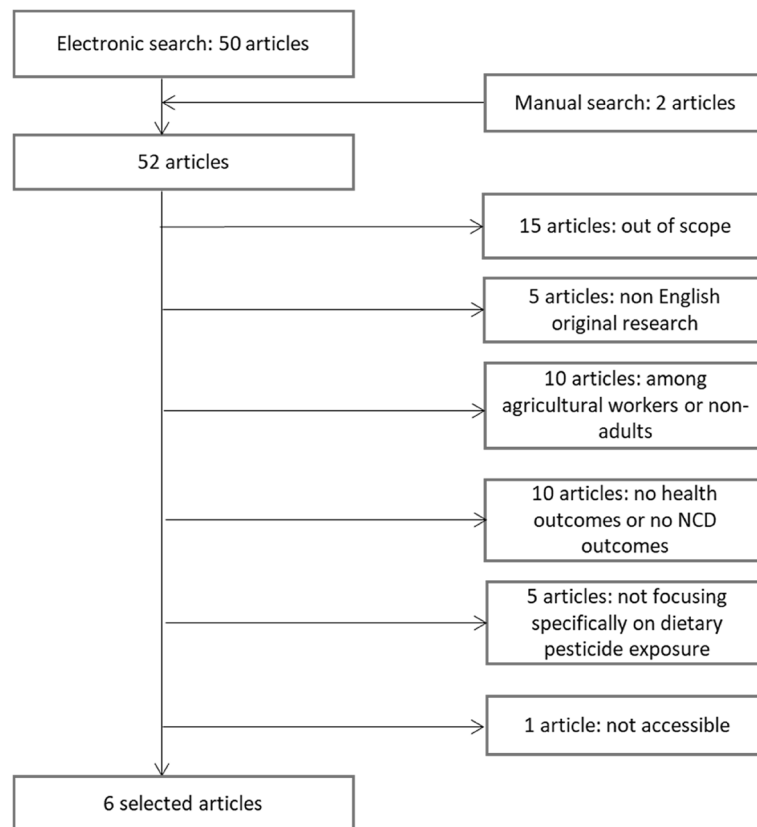 Electronic search: 50 articles
Manual search: 2 articles
52 articles
15 articles: out of scope
5 articles: non English
original research
10 articles: among
agricultural workers or non-
adults
10 articles: no health
outcomes or no NCD
outcomes
5 articles: not focusing
specifically on dietary
pesticide exposure
1 article: not accessible
6 selected articles